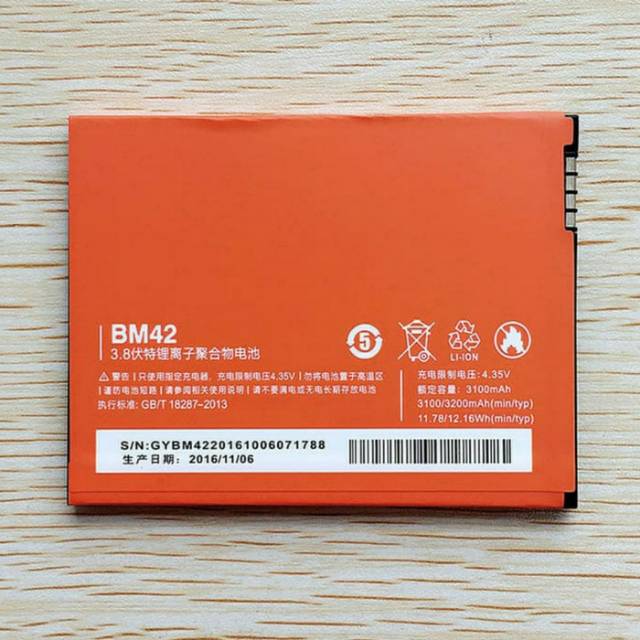 BM42
3.8伏特锂离子聚合物电池
5
LI-ION
警告｜只使用指定充电器，充电限制电压4.35V｜勿将电池置于高温区
｜谨防电池短路｜请参阅相关使用说明｜请不要满电或无电长期存放电池
执行标准: GB/T 18287-2013
充电限制电压: 4.35V
额定容量: 3100mAh
3100/3200mAh(min/typ)
11.78/12.16Wh(min/typ)
S/N:GYBM4220161006071788
生产日期: 2016/11/06